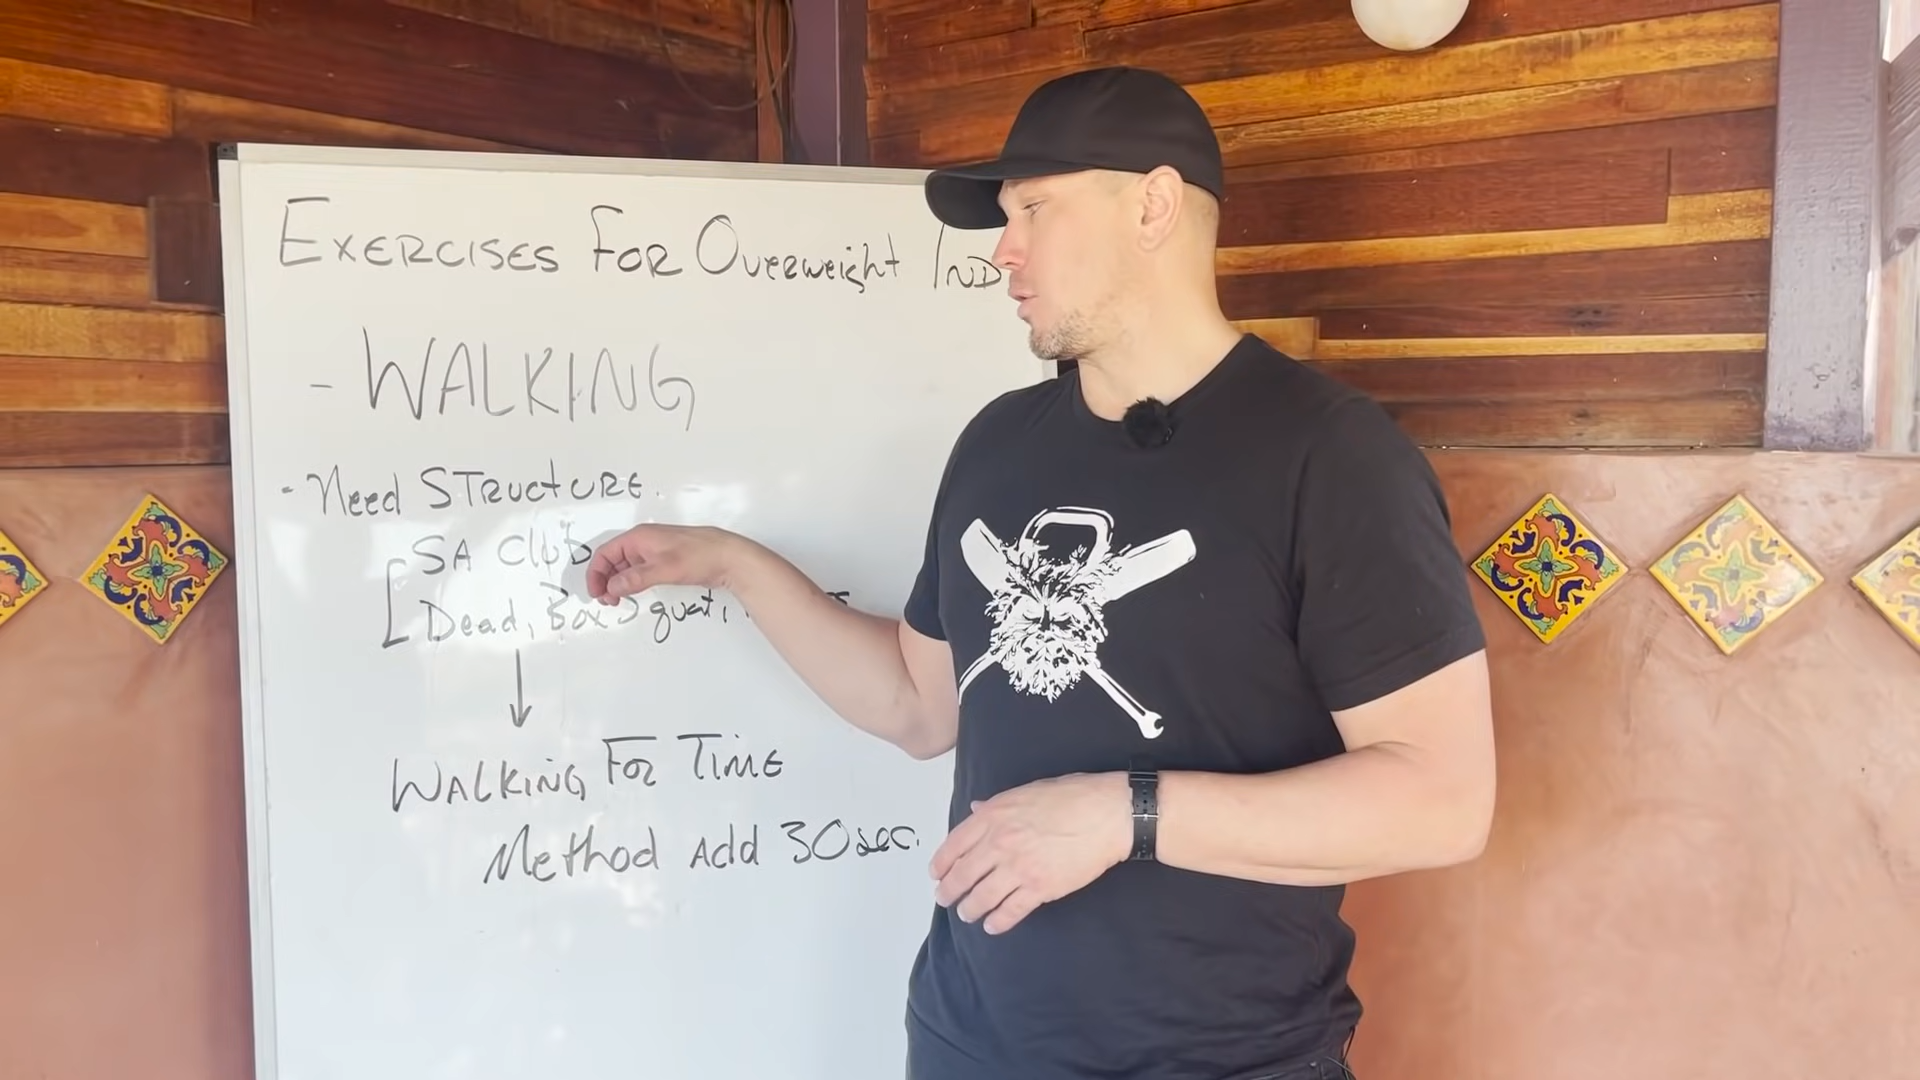 Exercises For Overweight Ind
- WALKING
- Need Structure.
SA Club
Dead, Box Squat,
Walking For Time
Method Add 30sec.